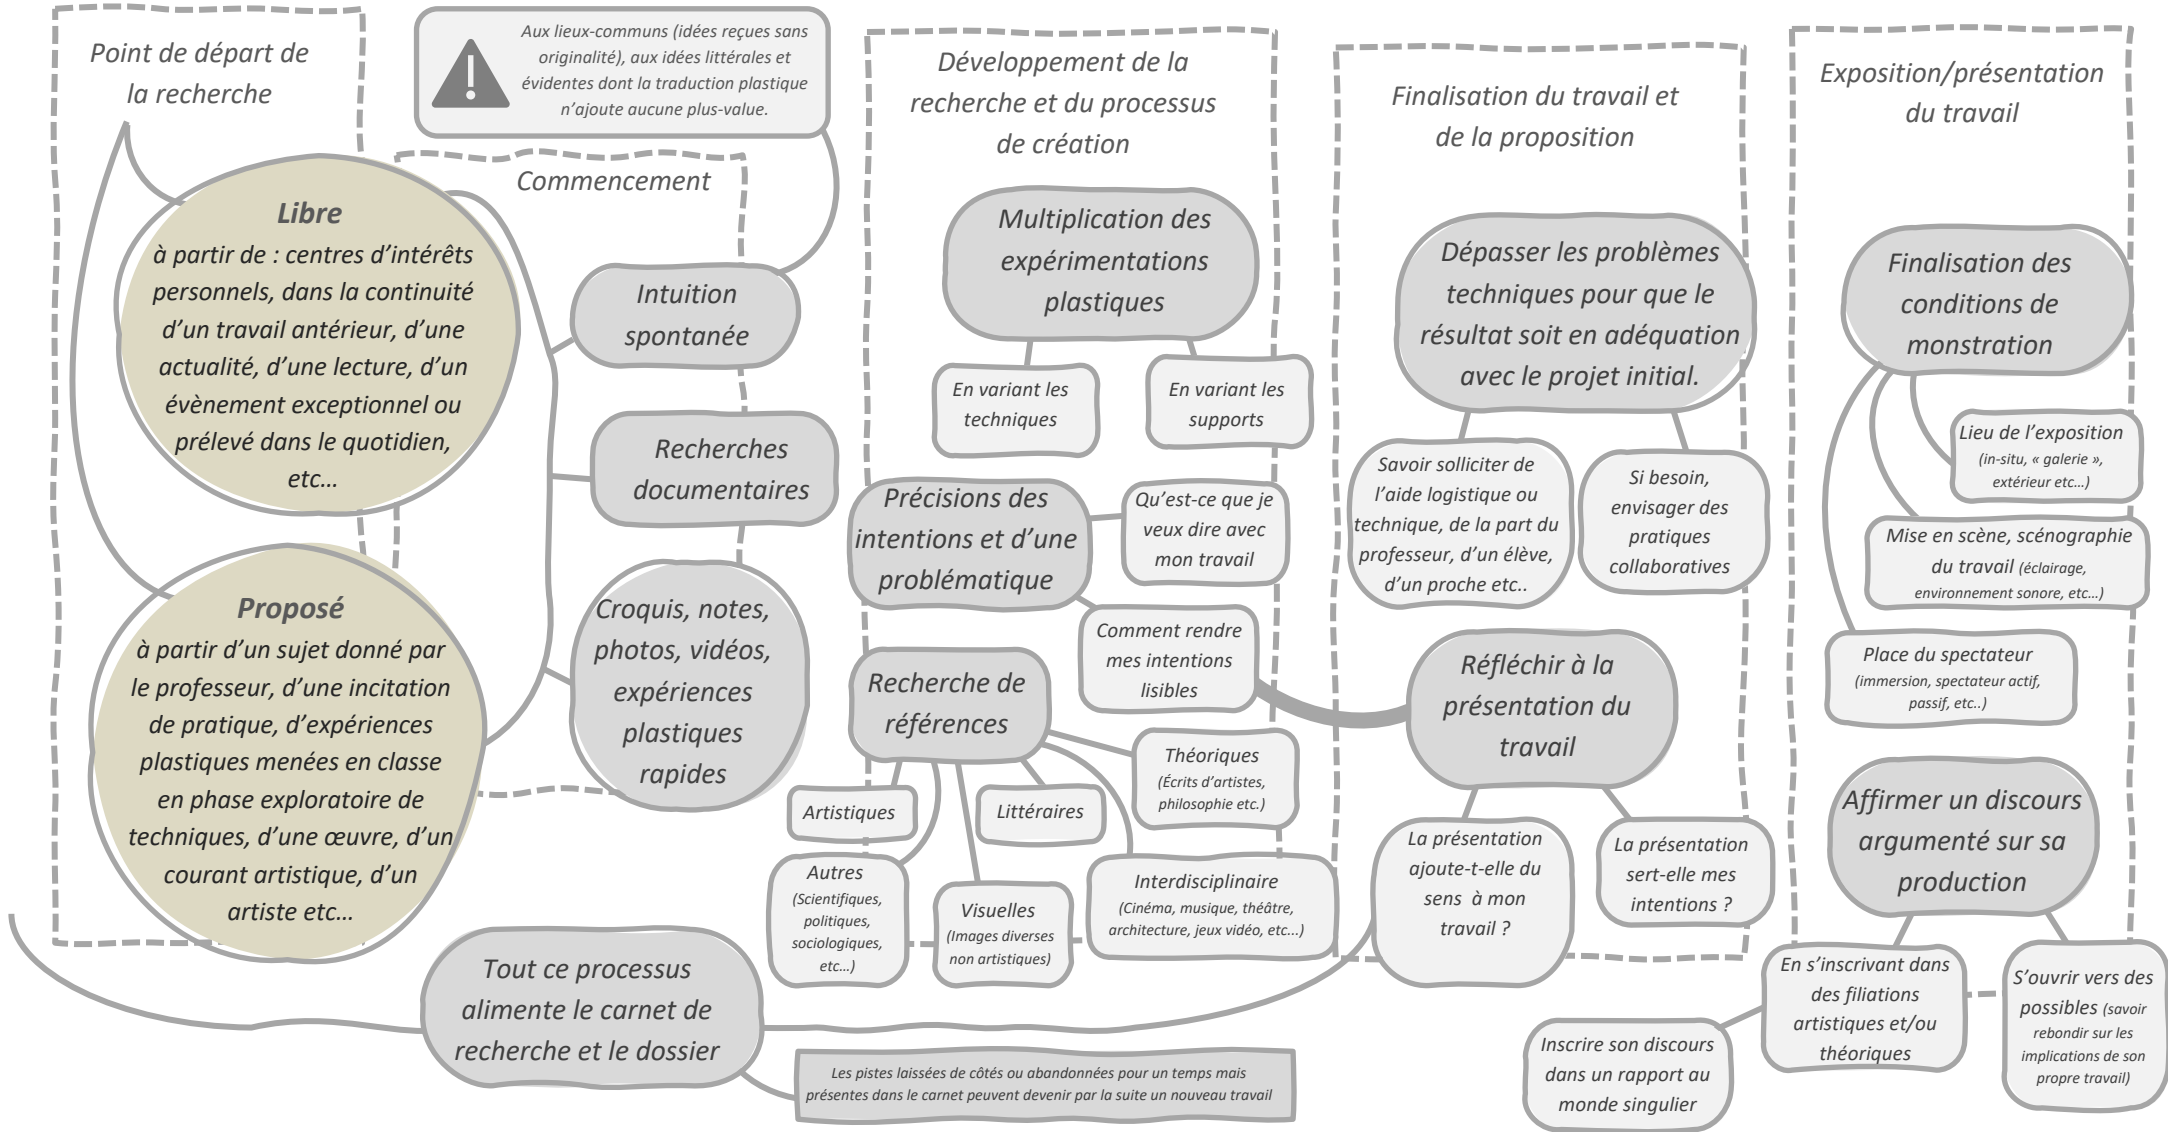 Point de départ de
la recherche
Libre
à partir de : centres d’intérêts
personnels, dans la continuité
d’un travail antérieur, d’une
actualité, d’une lecture, d’un
évènement exceptionnel ou
prélevé dans le quotidien,
etc…
Proposé
à partir d’un sujet donné par
le professeur, d’une incitation
de pratique, d’expériences
plastiques menées en classe
en phase exploratoire de
techniques, d’une œuvre, d’un
courant artistique, d’un
artiste etc…
Aux lieux-communs (idées reçues sans
originalité), aux idées littérales et
évidentes dont la traduction plastique
n’ajoute aucune plus-value.
Commencement
Intuition
spontanée
Recherches
documentaires
Croquis, notes,
photos, vidéos,
expériences
plastiques
rapides
Développement de la
recherche et du processus
de création
Multiplication des
expérimentations
plastiques
En variant les
techniques
En variant les
supports
Précisions des
intentions et d’une
problématique
Qu’est-ce que je
veux dire avec
mon travail
Comment rendre
mes intentions
lisibles
Recherche de
références
Théoriques
(Écrits d’artistes,
philosophie etc.)
Artistiques
Littéraires
Autres
(Scientifiques,
politiques,
sociologiques,
etc…)
Visuelles
(Images diverses
non artistiques)
Interdisciplinaire
(Cinéma, musique, théâtre,
architecture, jeux vidéo, etc…)
Finalisation du travail et
de la proposition
Dépasser les problèmes
techniques pour que le
résultat soit en adéquation
avec le projet initial.
Savoir solliciter de
l’aide logistique ou
technique, de la part du
professeur, d’un élève,
d’un proche etc..
Si besoin,
envisager des
pratiques
collaboratives
Réfléchir à la
présentation du
travail
La présentation
ajoute-t-elle du
sens à mon
travail ?
La présentation
sert-elle mes
intentions ?
Exposition/présentation
du travail
Finalisation des
conditions de
monstration
Lieu de l’exposition
(in-situ, « galerie »,
extérieur etc…)
Mise en scène, scénographie
du travail (éclairage,
environnement sonore, etc…)
Place du spectateur
(immersion, spectateur actif,
passif, etc..)
Affirmer un discours
argumenté sur sa
production
En s’inscrivant dans
des filiations
artistiques et/ou
théoriques
S’ouvrir vers des
possibles (savoir
rebondir sur les
implications de son
propre travail)
Inscrire son discours
dans un rapport au
monde singulier
Tout ce processus
alimente le carnet de
recherche et le dossier
Les pistes laissées de côtés ou abandonnées pour un temps mais
présentes dans le carnet peuvent devenir par la suite un nouveau travail